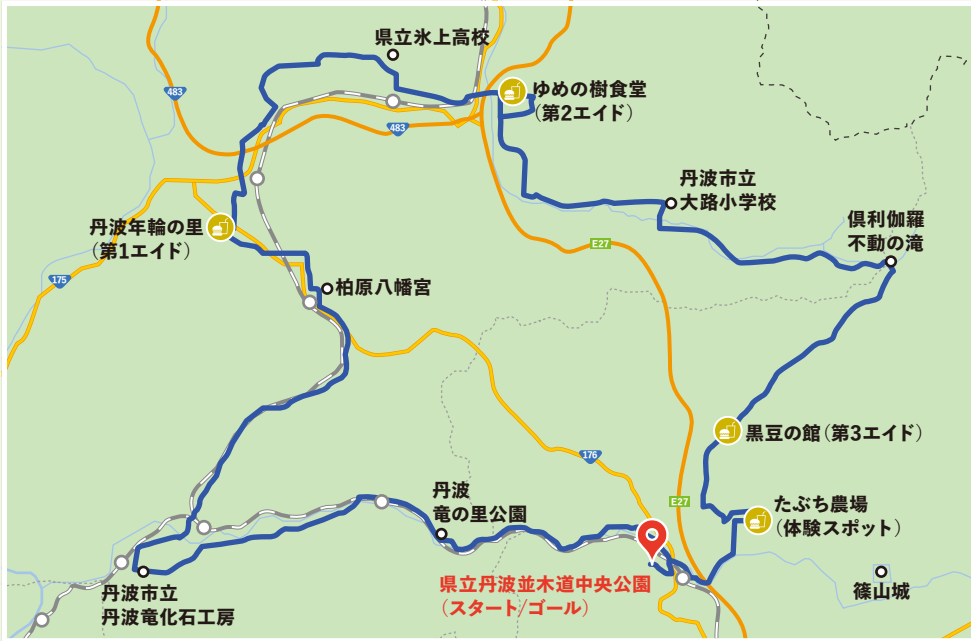 県立氷上高校
483
ゆめの樹食堂
(第2エイド)
483
丹波市立
大路小学校
丹波年輪の里
(第1エイド)
倶利伽羅
不動の滝
E27
175
柏原八幡宮
黒豆の館(第3エイド)
176
丹波
竜の里公園
E27
たぶち農場
(体験スポット)
県立丹波並木道中央公園
(スタート/ゴール)
丹波市立
丹波竜化石工房
篠山城